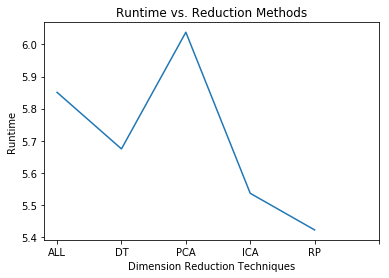 Runtime vs. Reduction Methods
6.0
5.9
5.8
5.7
5.6
5.5
5.4
Runtime
ALL DT PCA ICA RP
Dimension Reduction Techniques